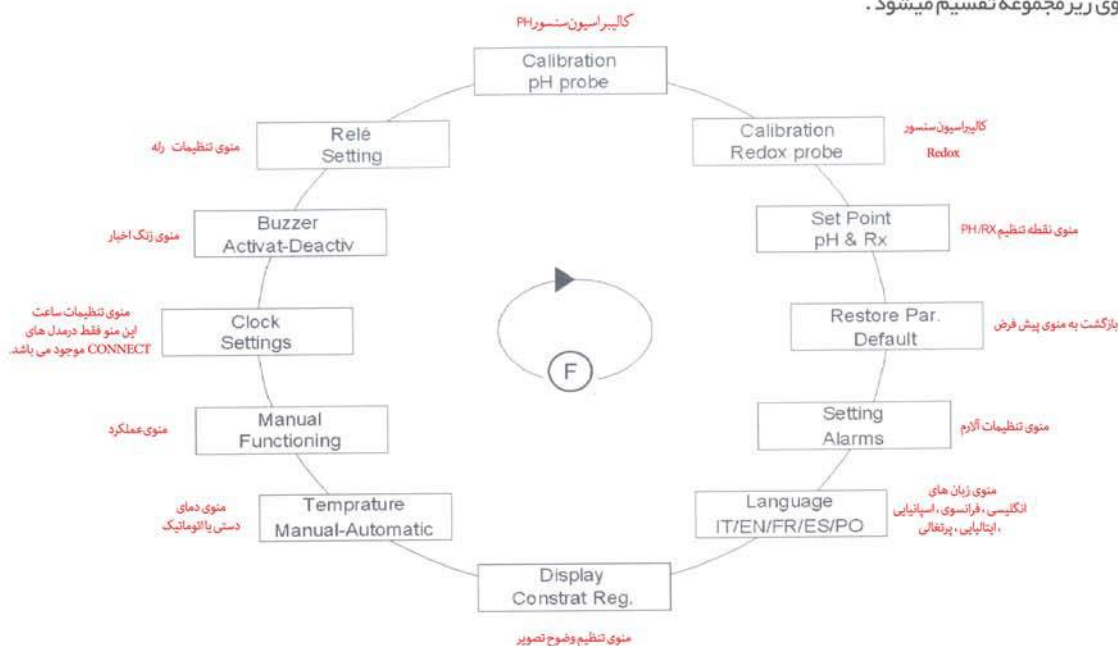 وی زیرمجموعه تقسیم میشود .
کالیبراسیون سنسور PH
Calibration
pH probe
کالیبراسیون سنسور
Redox
Calibration
Redox probe
منوی نقطه تنظیم PH/RX
Set Point
pH & Rx
بازگشت به منوی پیش فرض
Restore Par.
Default
منوی تنظیمات آلارم
Setting
Alarms
منوی زبان های
انگلیسی ، فرانسوی ، اسپانیایی
، ایتالیایی ، پرتغالی
Language
IT/EN/FR/ES/PO
Display
Constrat Reg.
منوی تنظیم وضوح تصویر
Temprature
Manual-Automatic
منوی دمای
دستی یا اتوماتیک
Manual
Functioning
منوی عملکرد
Clock
Settings
منوی تنظیمات ساعت
این منو فقط درمدل های
CONNECT موجود می باشد.
Buzzer
Activat-Deactiv
منوی زنگ اخبار
Relé
Setting
منوی تنظیمات رله
F